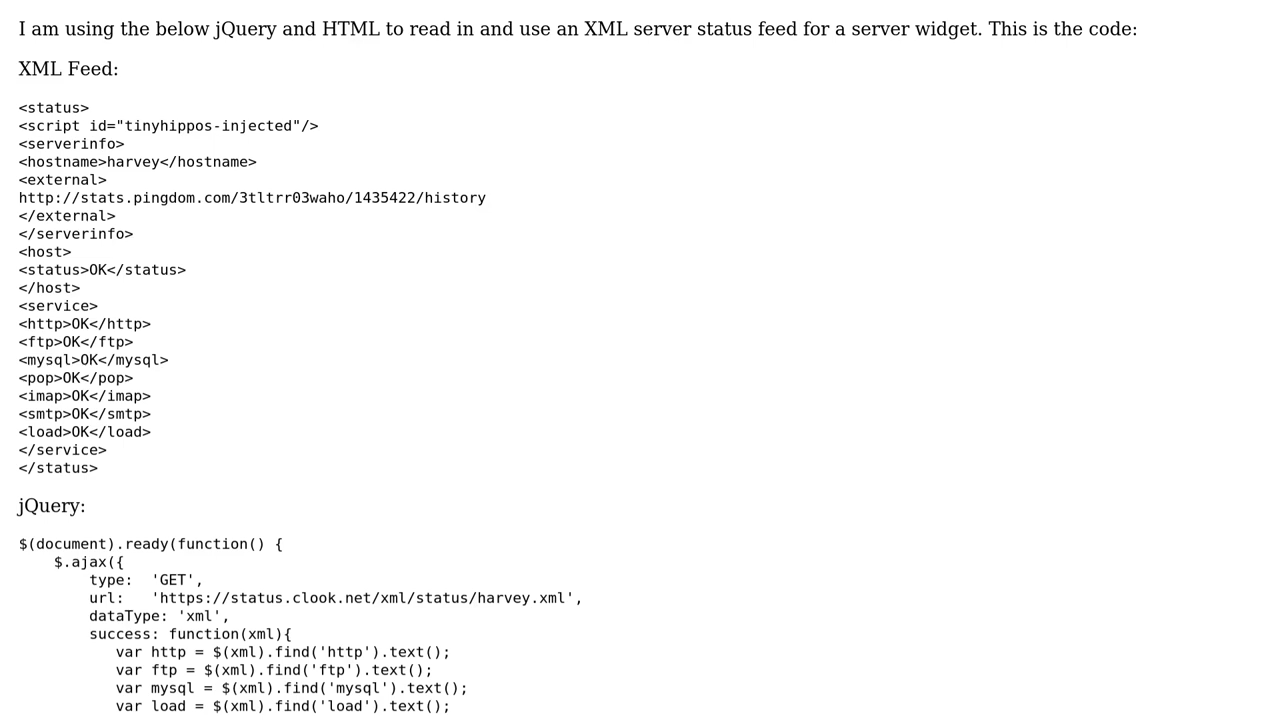 I am using the below jQuery and HTML to read in and use an XML server status feed for a server widget. This is the code:
XML Feed:
<status>
<script id="tinyhippos-injected"/>
<serverinfo>
<hostname>harvey</hostname>
<external>
http://stats.pingdom.com/3tltrr03waho/1435422/history
</external>
</serverinfo>
<host>
<status>OK</status>
</host>
<service>
<http>OK</http>
<ftp>OK</ftp>
<mysql>OK</mysql>
<pop>OK</pop>
<imap>OK</imap>
<smtp>OK</smtp>
<load>OK</load>
</service>
</status>
jQuery:
$(document).ready(function() {
    $.ajax({
        type:  'GET',
        url:   'https://status.clook.net/xml/status/harvey.xml',
        dataType: 'xml',
        success: function(xml){
           var http = $(xml).find('http').text();
           var ftp = $(xml).find('ftp').text();
           var mysql = $(xml).find('mysql').text();
           var load = $(xml).find('load').text();